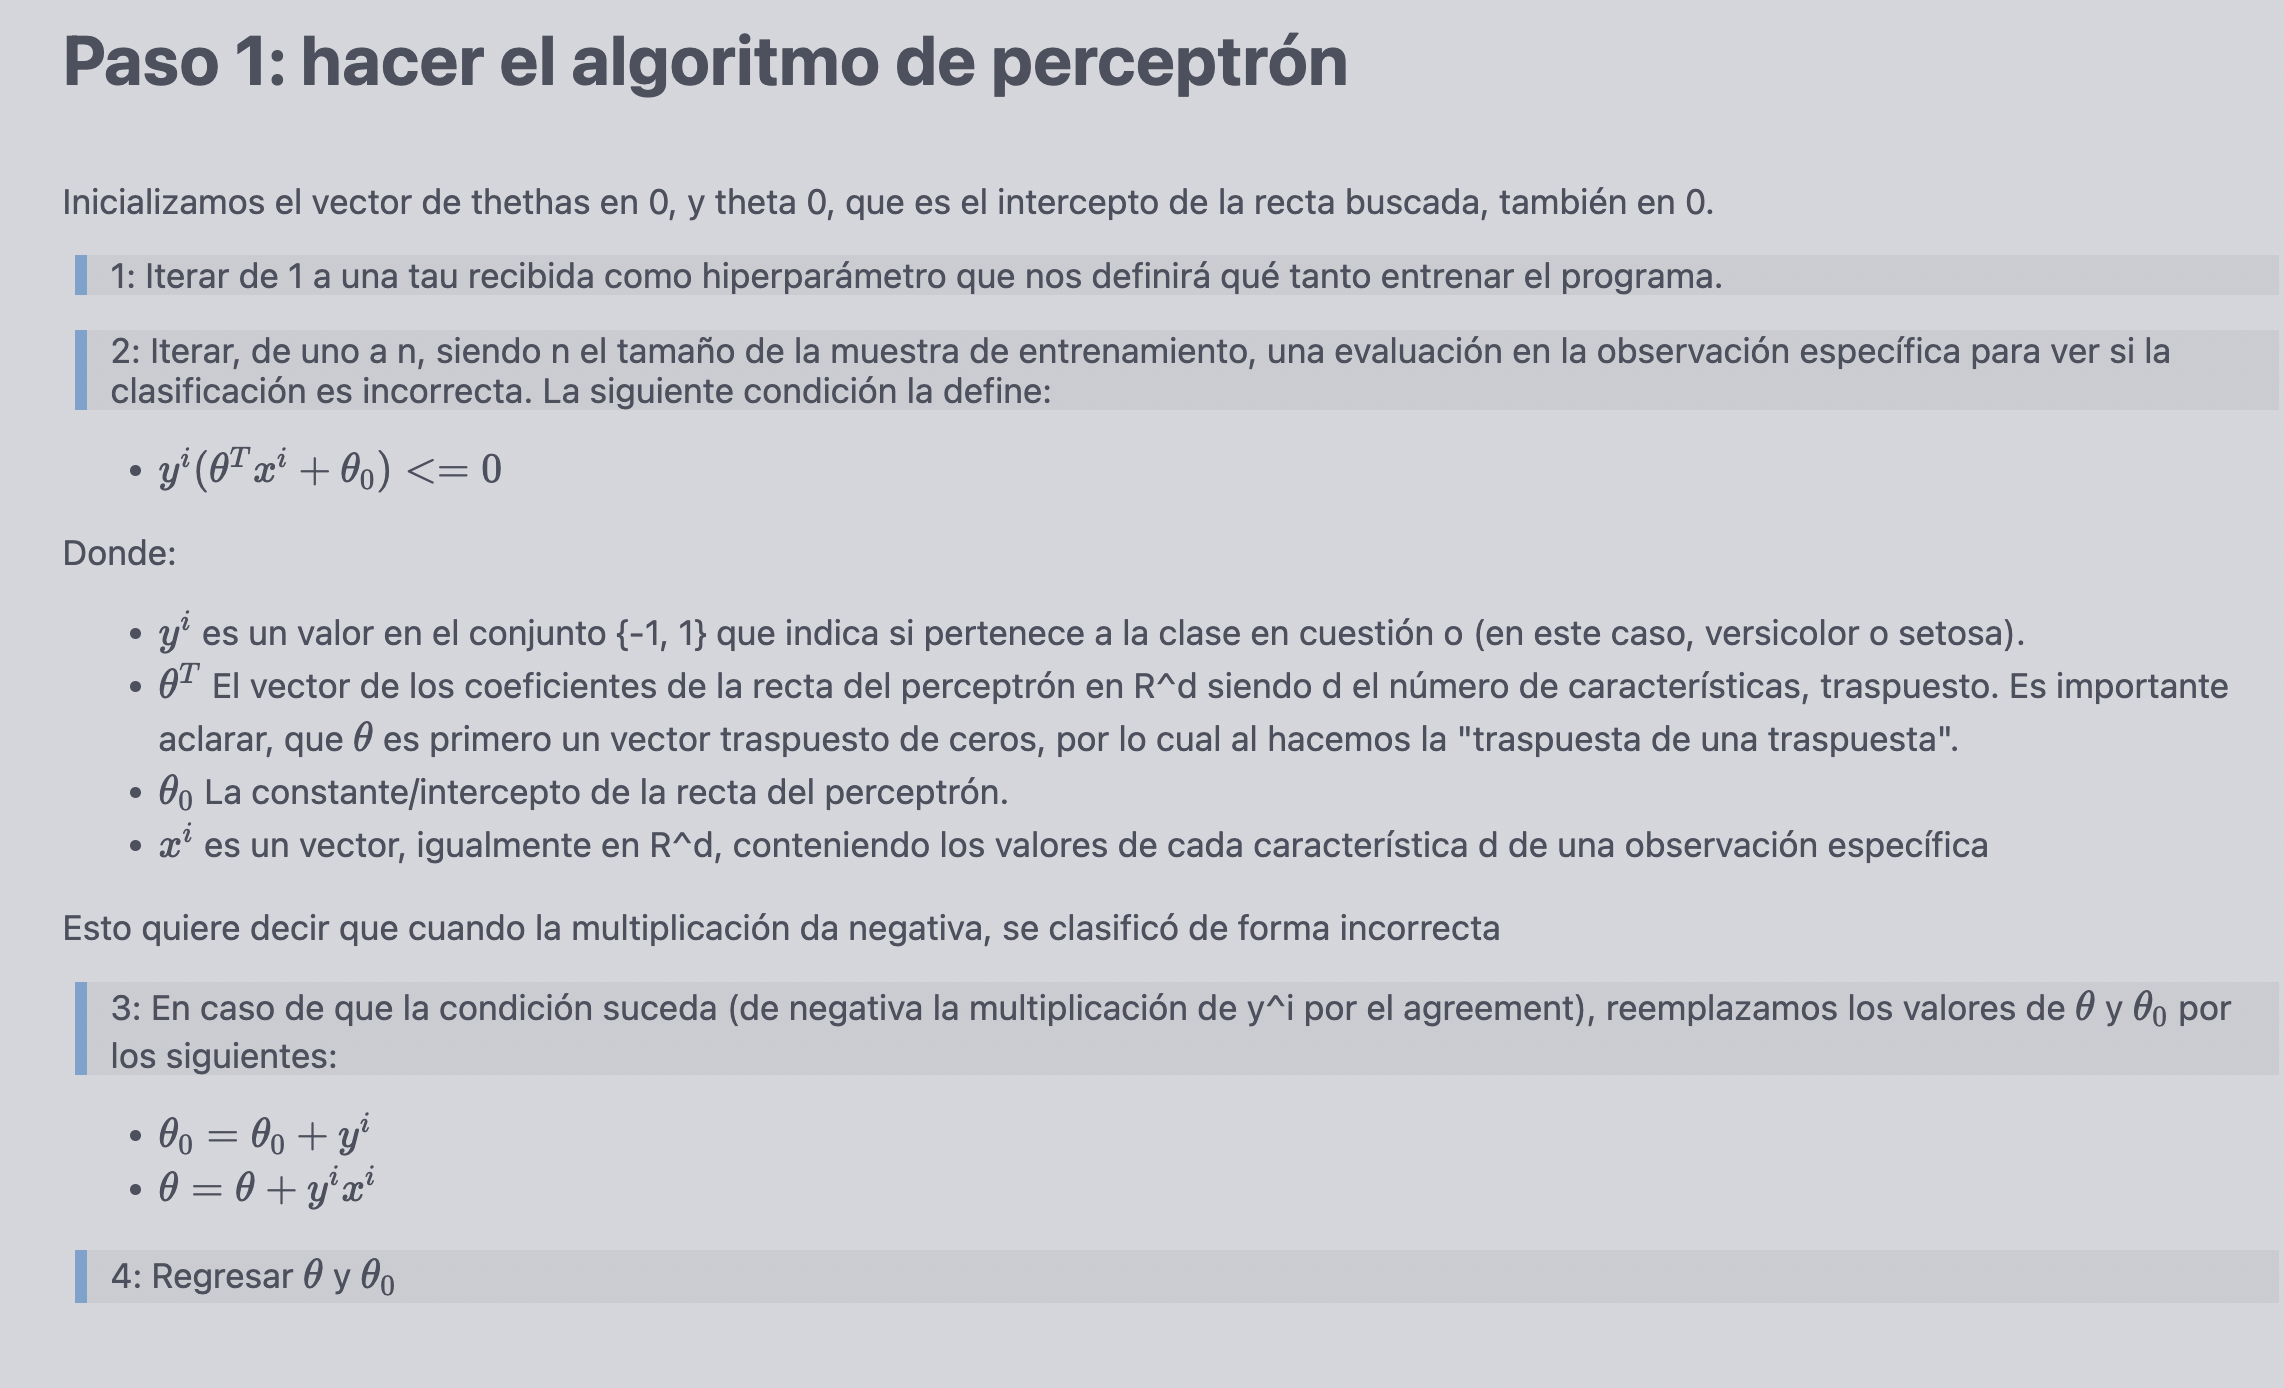 Paso 1: hacer el algoritmo de perceptrón
Inicializamos el vector de thethas en 0, y theta 0, que es el intercepto de la recta buscada, también en 0.
1: Iterar de 1 a una tau recibida como hiperparámetro que nos definirá qué tanto entrenar el programa.
2: Iterar, de uno a n, siendo n el tamaño de la muestra de entrenamiento, una evaluación en la observación específica para ver si la
clasificación es incorrecta. La siguiente condición la define:
• $y^i(\theta^T x^i + \theta_0) <= 0$
Donde:
• $y^i$ es un valor en el conjunto {-1, 1} que indica si pertenece a la clase en cuestión o (en este caso, versicolor o setosa).
• $\theta^T$ El vector de los coeficientes de la recta del perceptrón en R^d siendo d el número de características, traspuesto. Es importante
aclarar, que $\theta$ es primero un vector traspuesto de ceros, por lo cual al hacemos la "traspuesta de una traspuesta".
• $\theta_0$ La constante/intercepto de la recta del perceptrón.
• $x^i$ es un vector, igualmente en R^d, conteniendo los valores de cada característica d de una observación específica
Esto quiere decir que cuando la multiplicación da negativa, se clasificó de forma incorrecta
3: En caso de que la condición suceda (de negativa la multiplicación de y^i por el agreement), reemplazamos los valores de $\theta$ y $\theta_0$ por
los siguientes:
• $\theta_0 = \theta_0 + y^i$
• $\theta = \theta + y^i x^i$
4: Regresar $\theta$ y $\theta_0$